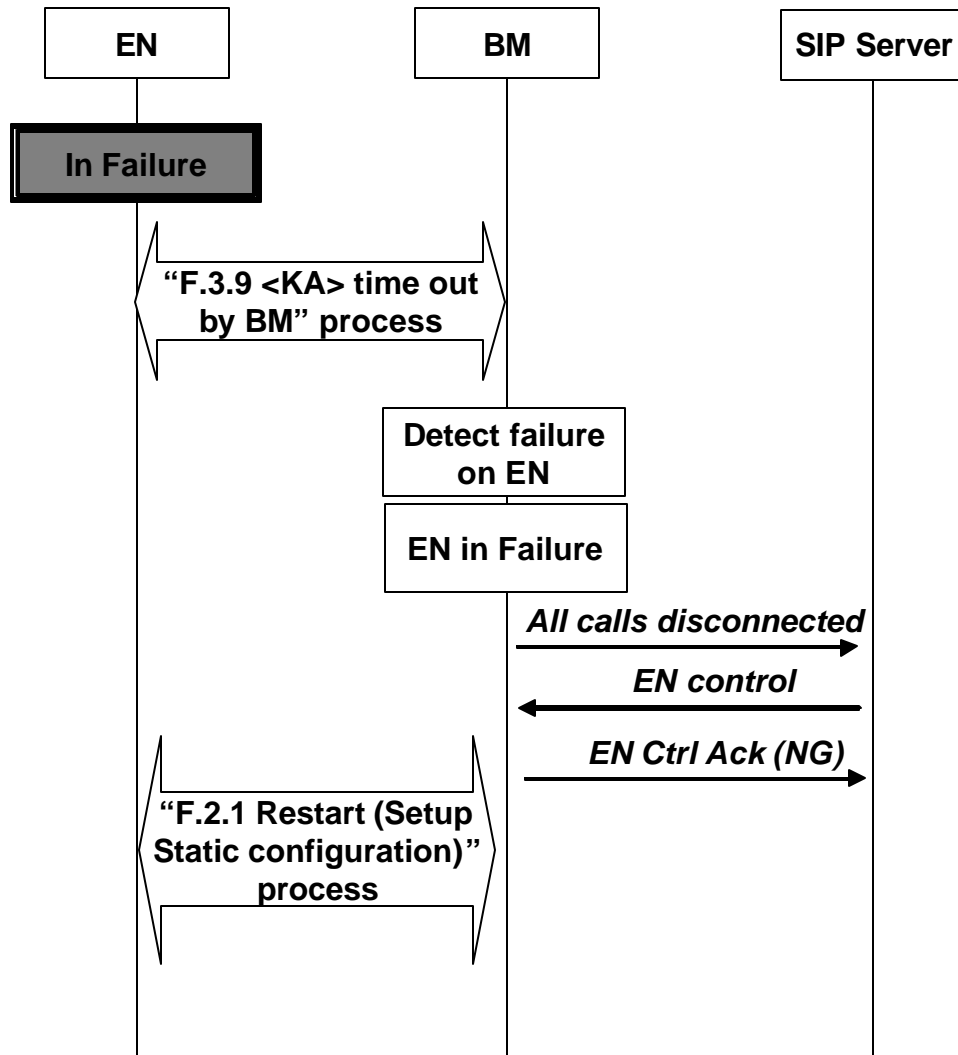 EN
BM
SIP Server
In Failure
“F.3.9 <KA> time out
by BM” process
Detect failure
on EN
EN in Failure
All calls disconnected
EN control
EN Ctrl Ack (NG)
“F.2.1 Restart (Setup
Static configuration)”
process